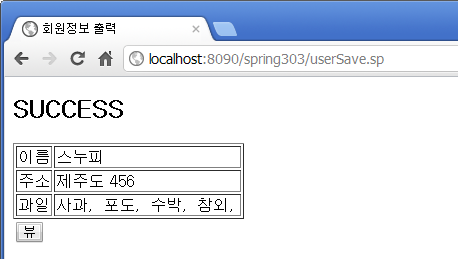 회원정보 출력
localhost:8090/spring303/userSave.sp
SUCCESS
이름 스누피
주소 제주도 456
과일 사과, 포도, 수박, 참외,
뷰